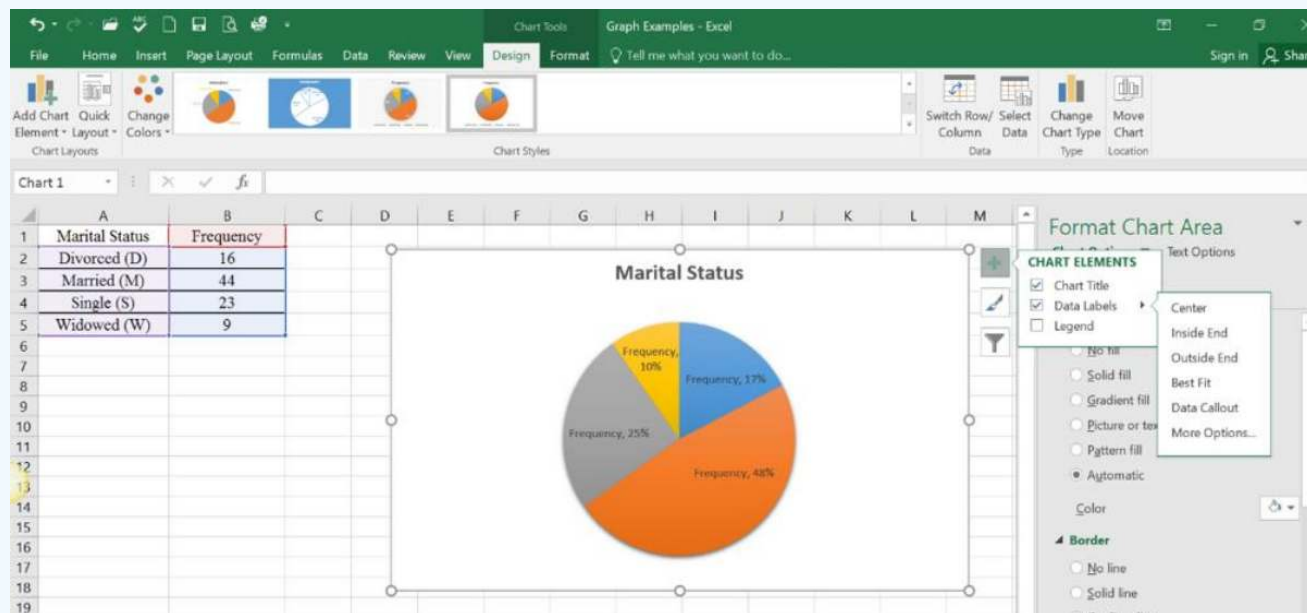 Chart Tools
Graph Examples - Excel
File Home Insert Page Layout Formulas Data Review View Design Format Tell me what you want to do...
Sign in Shar
Add Chart Element Quick Layout Change Colors
Switch Row/ Column Select Data Change Chart Type Move Chart
Chart Layouts Chart Styles Data Type Location
Chart 1 fx
A B C D E F G H I J K L M
1 Marital Status Frequency
2 Divorced (D) 16
3 Married (M) 44
4 Single (S) 23
5 Widowed (W) 9
6
7
8
9
10
11
12
13
14
15
16
17
18
19
Marital Status
Frequency, 10%
Frequency, 17%
Frequency, 25%
Frequency, 48%
Format Chart Area
Text Options
CHART ELEMENTS
Chart Title
Data Labels
Legend
Center
Inside End
Outside End
Best Fit
Data Callout
More Options...
No fill
Solid fill
Gradient fill
Picture or tex
Pattern fill
Automatic
Color
Border
No line
Solid line